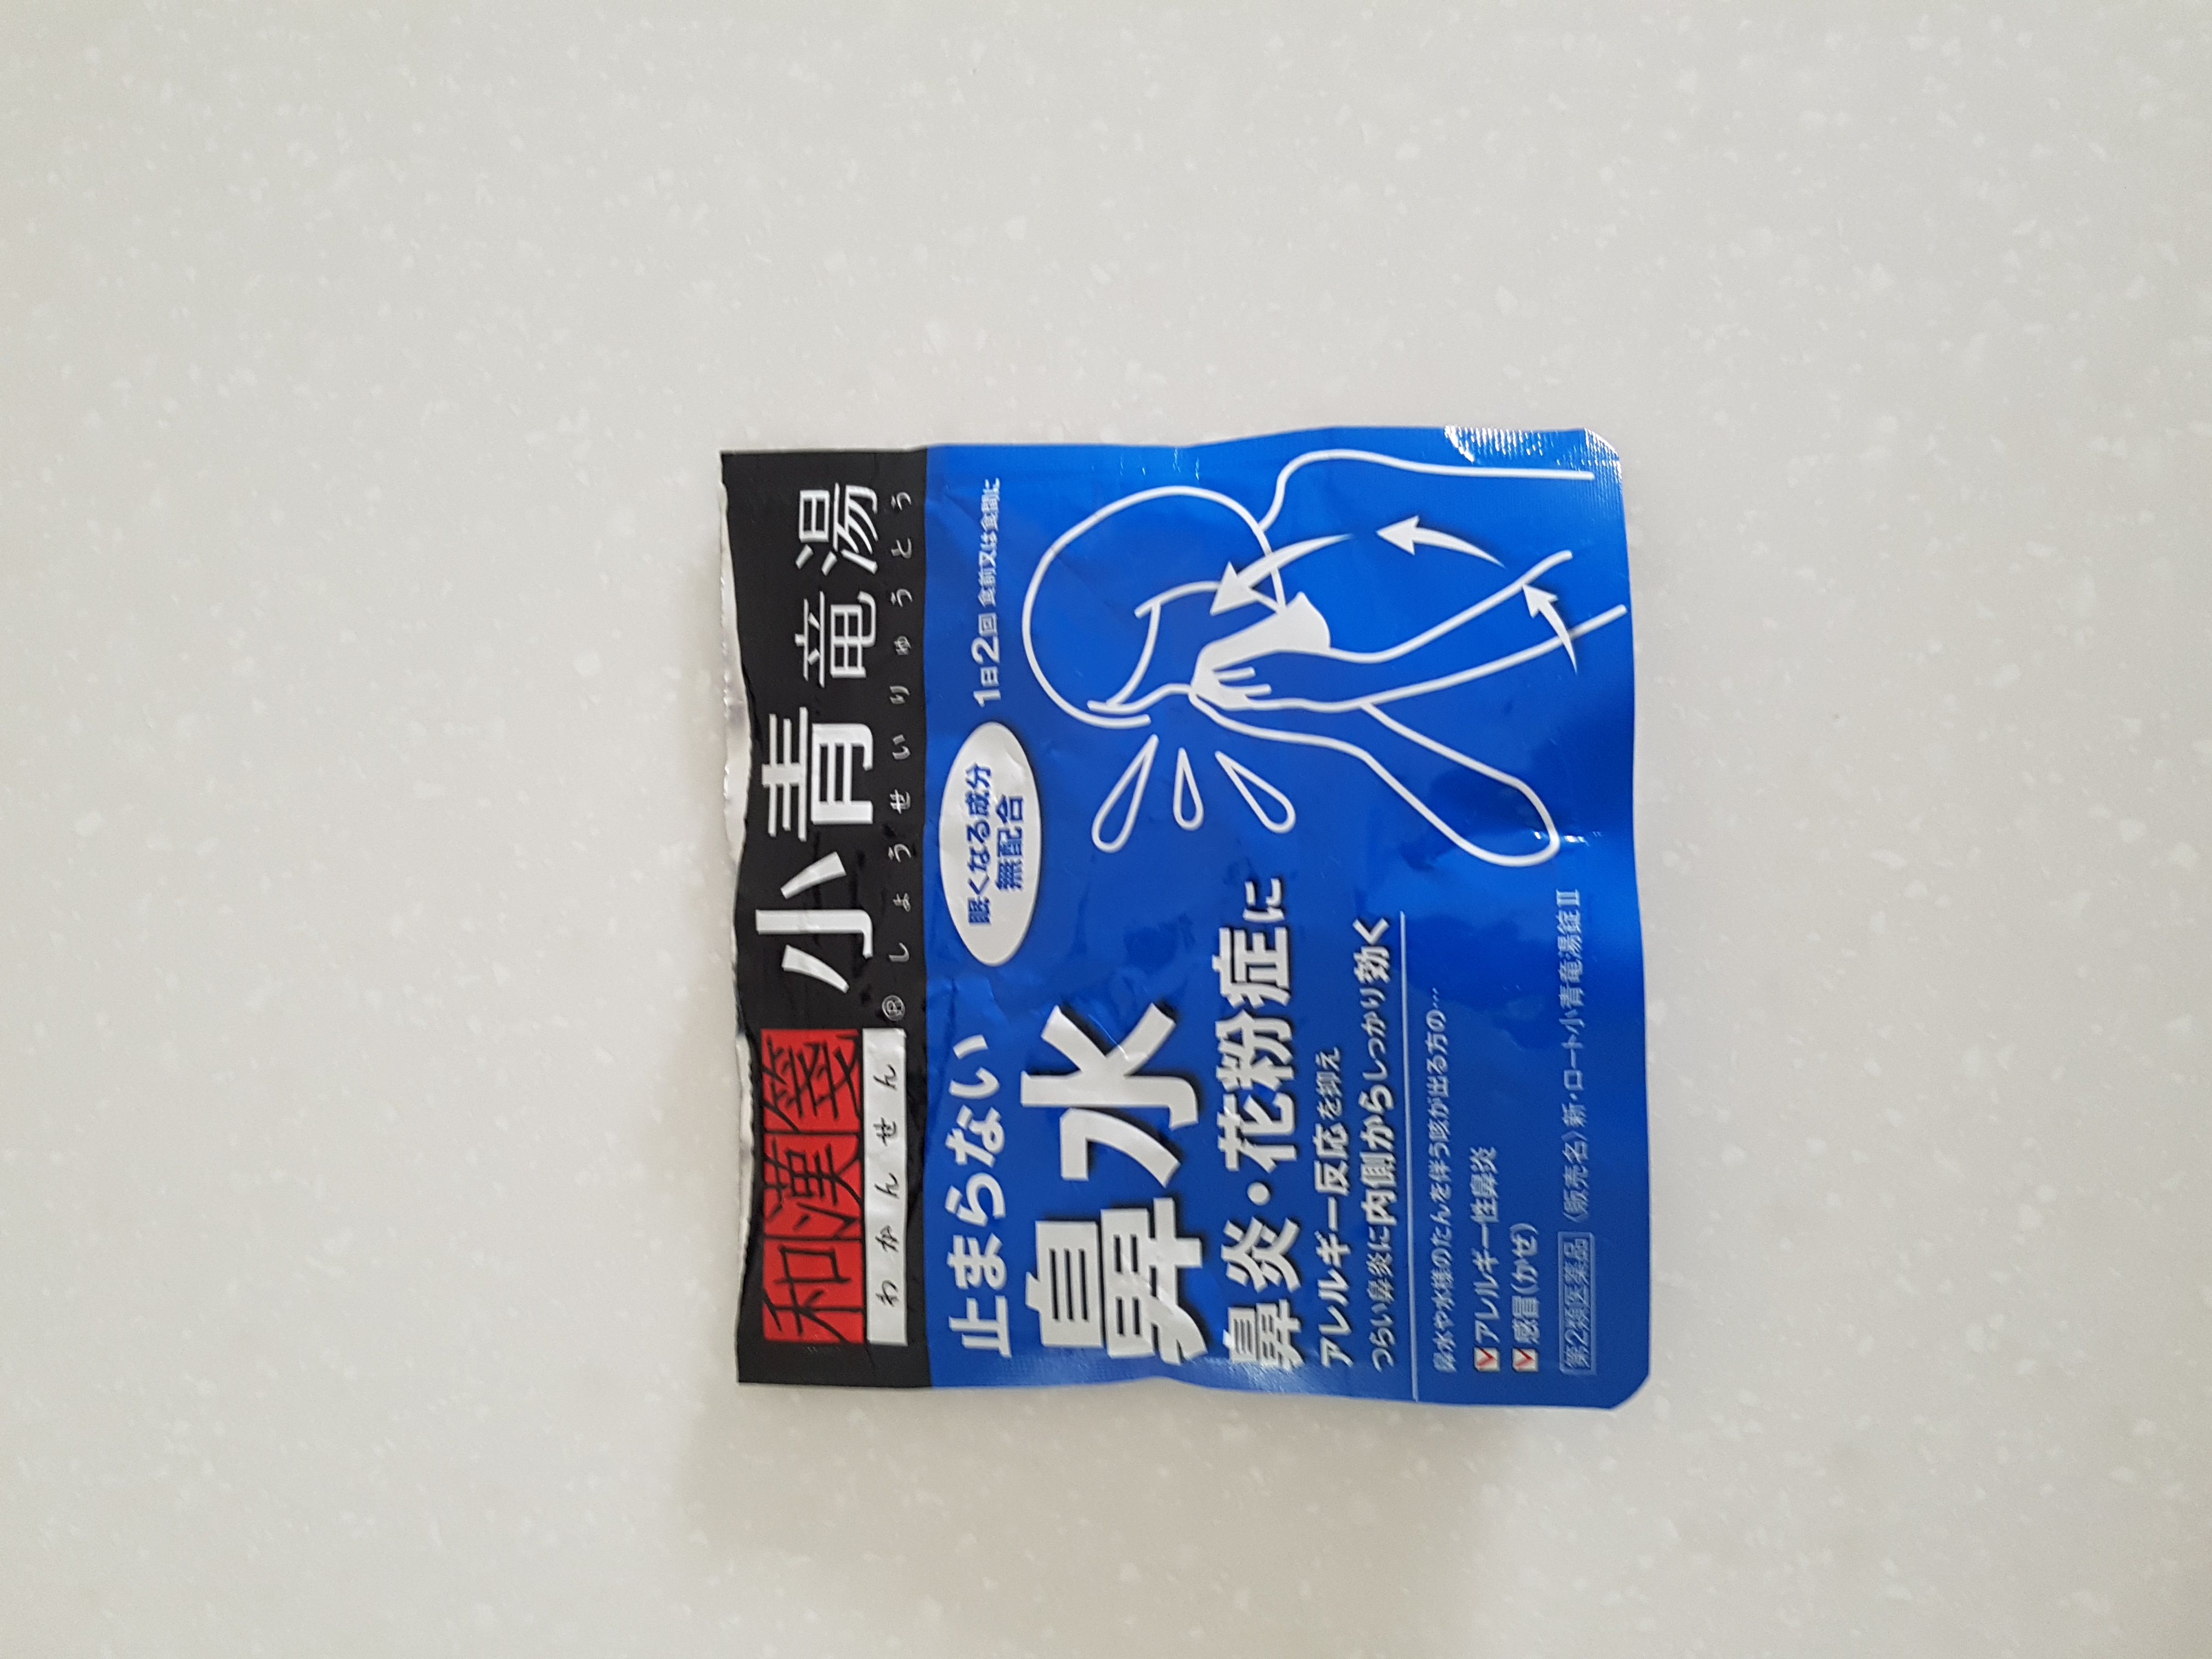 和漢箋
わかんせん®
小青竜湯
しょうせいりゅうとう
止まらない
眠くなる成分
無配合
1日2回 食前又は食間に
鼻水
鼻炎・花粉症に
アレルギー反応を抑え
つらい鼻炎に内側からしっかり効く
鼻水や水様のたんを伴う咳が出る方の…
アレルギー性鼻炎
感冒(かぜ)
第2類医薬品 〈販売名〉新・ロート小青竜湯錠Ⅱ